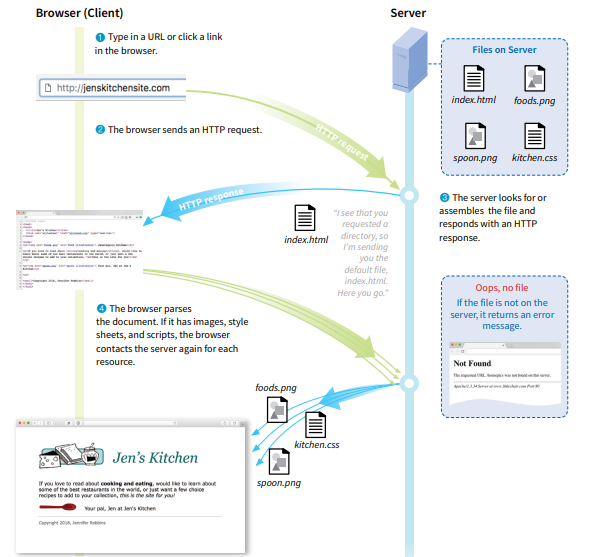 Browser (Client)
Server
1 Type in a URL or click a link
in the browser.
http://jenskitchensite.com
2 The browser sends an HTTP request.
HTTP request
Files on Server
index.html
foods.png
spoon.png
kitchen.css
HTTP response
index.html
"I see that you
requested a
directory, so
I'm sending
you the
default file,
index.html.
Here you go."
3 The server looks for or
assembles the file and
responds with an HTTP
response.
4 The browser parses
the document. If it has images, style
sheets, and scripts, the browser
contacts the server again for each
resource.
Oops, no file
If the file is not on the
server, it returns an error
message.
Not Found
foods.png
kitchen.css
spoon.png
Jen's Kitchen
If you love to read about cooking and eating, would like to learn about
some of the best restaurants in the world, or just want a few choice
recipes to add to your collection, this is the site for you!
Your pal, Jen at Jen's Kitchen
Copyright 2018, Jennifer Robbins